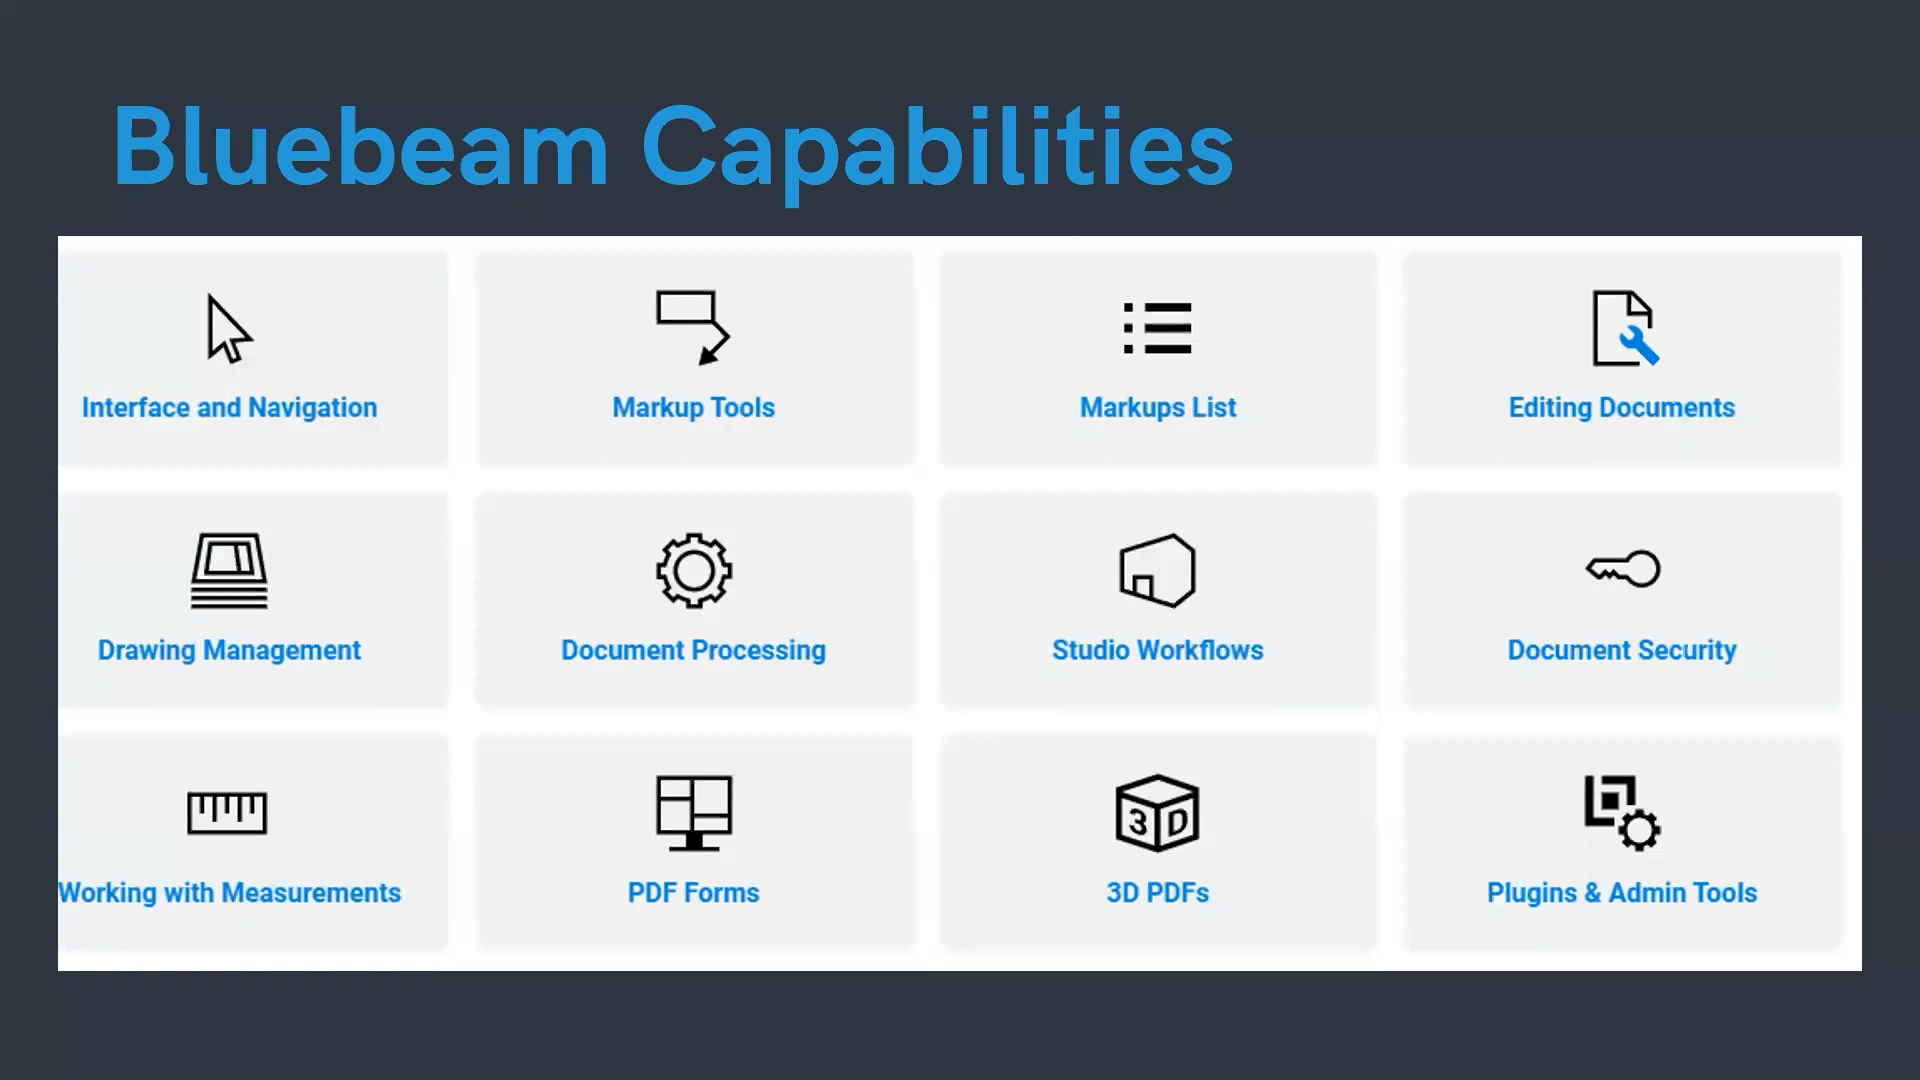 Bluebeam Capabilities
Interface and Navigation
Markup Tools
Markups List
Editing Documents
Drawing Management
Document Processing
Studio Workflows
Document Security
Working with Measurements
PDF Forms
3D
3D PDFs
Plugins & Admin Tools